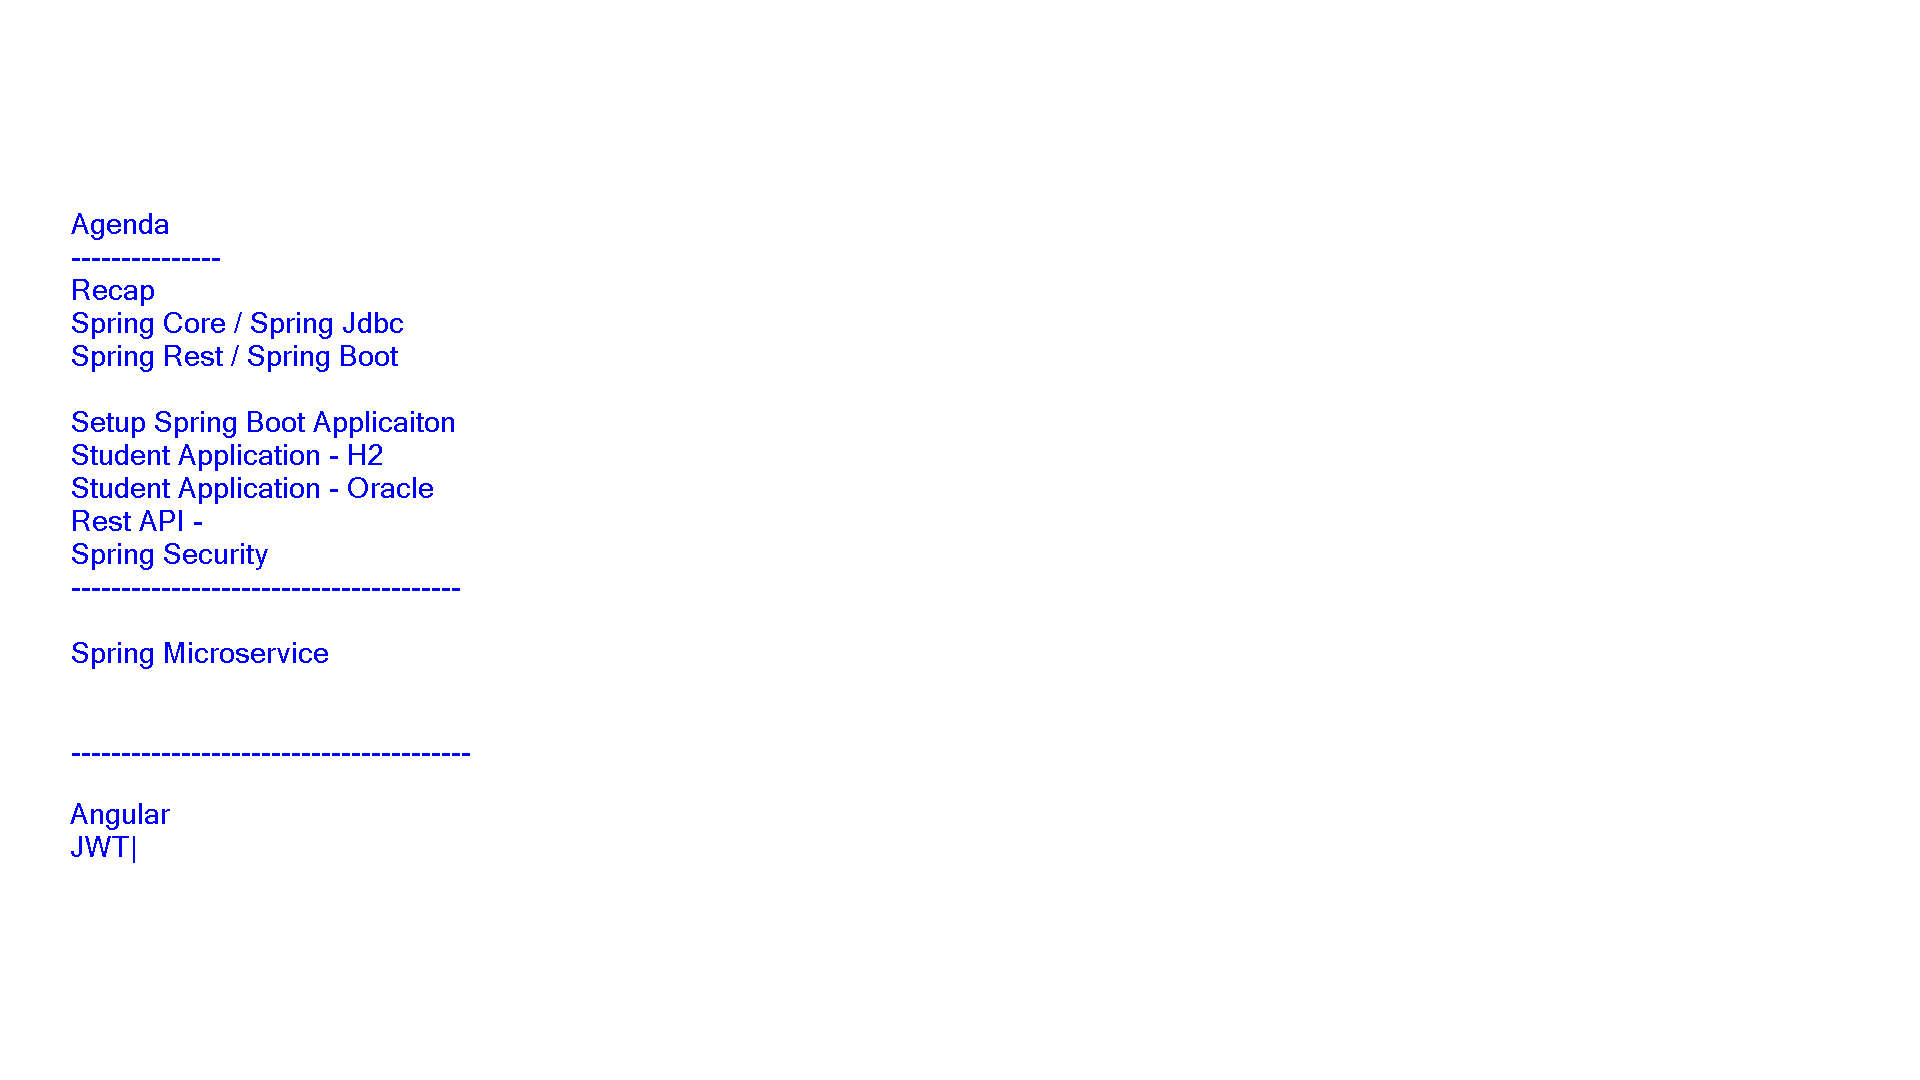 Agenda
---------------
Recap
Spring Core / Spring Jdbc
Spring Rest / Spring Boot
Setup Spring Boot Applicaiton
Student Application - H2
Student Application - Oracle
Rest API -
Spring Security
---------------------------------------
Spring Microservice
----------------------------------------
Angular
JWT|